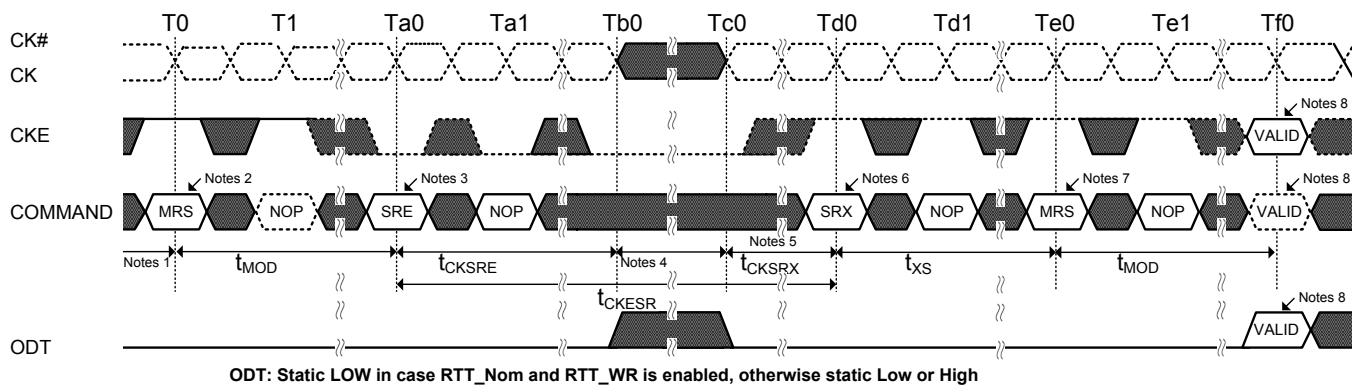 T0 T1 Ta0 Ta1 Tb0 Tc0 Td0 Td1 Te0 Te1 Tf0
CK#
CK
Notes 8
CKE
VALID
Notes 2 Notes 3 Notes 6 Notes 7 Notes 8
COMMAND MRS NOP SRE NOP SRX NOP MRS NOP VALID
Notes 1 tMOD tCKSRE Notes 4 Notes 5 tCKSRX tXS tMOD
tCKESR
Notes 8
VALID
ODT
ODT: Static LOW in case RTT_Nom and RTT_WR is enabled, otherwise static Low or High